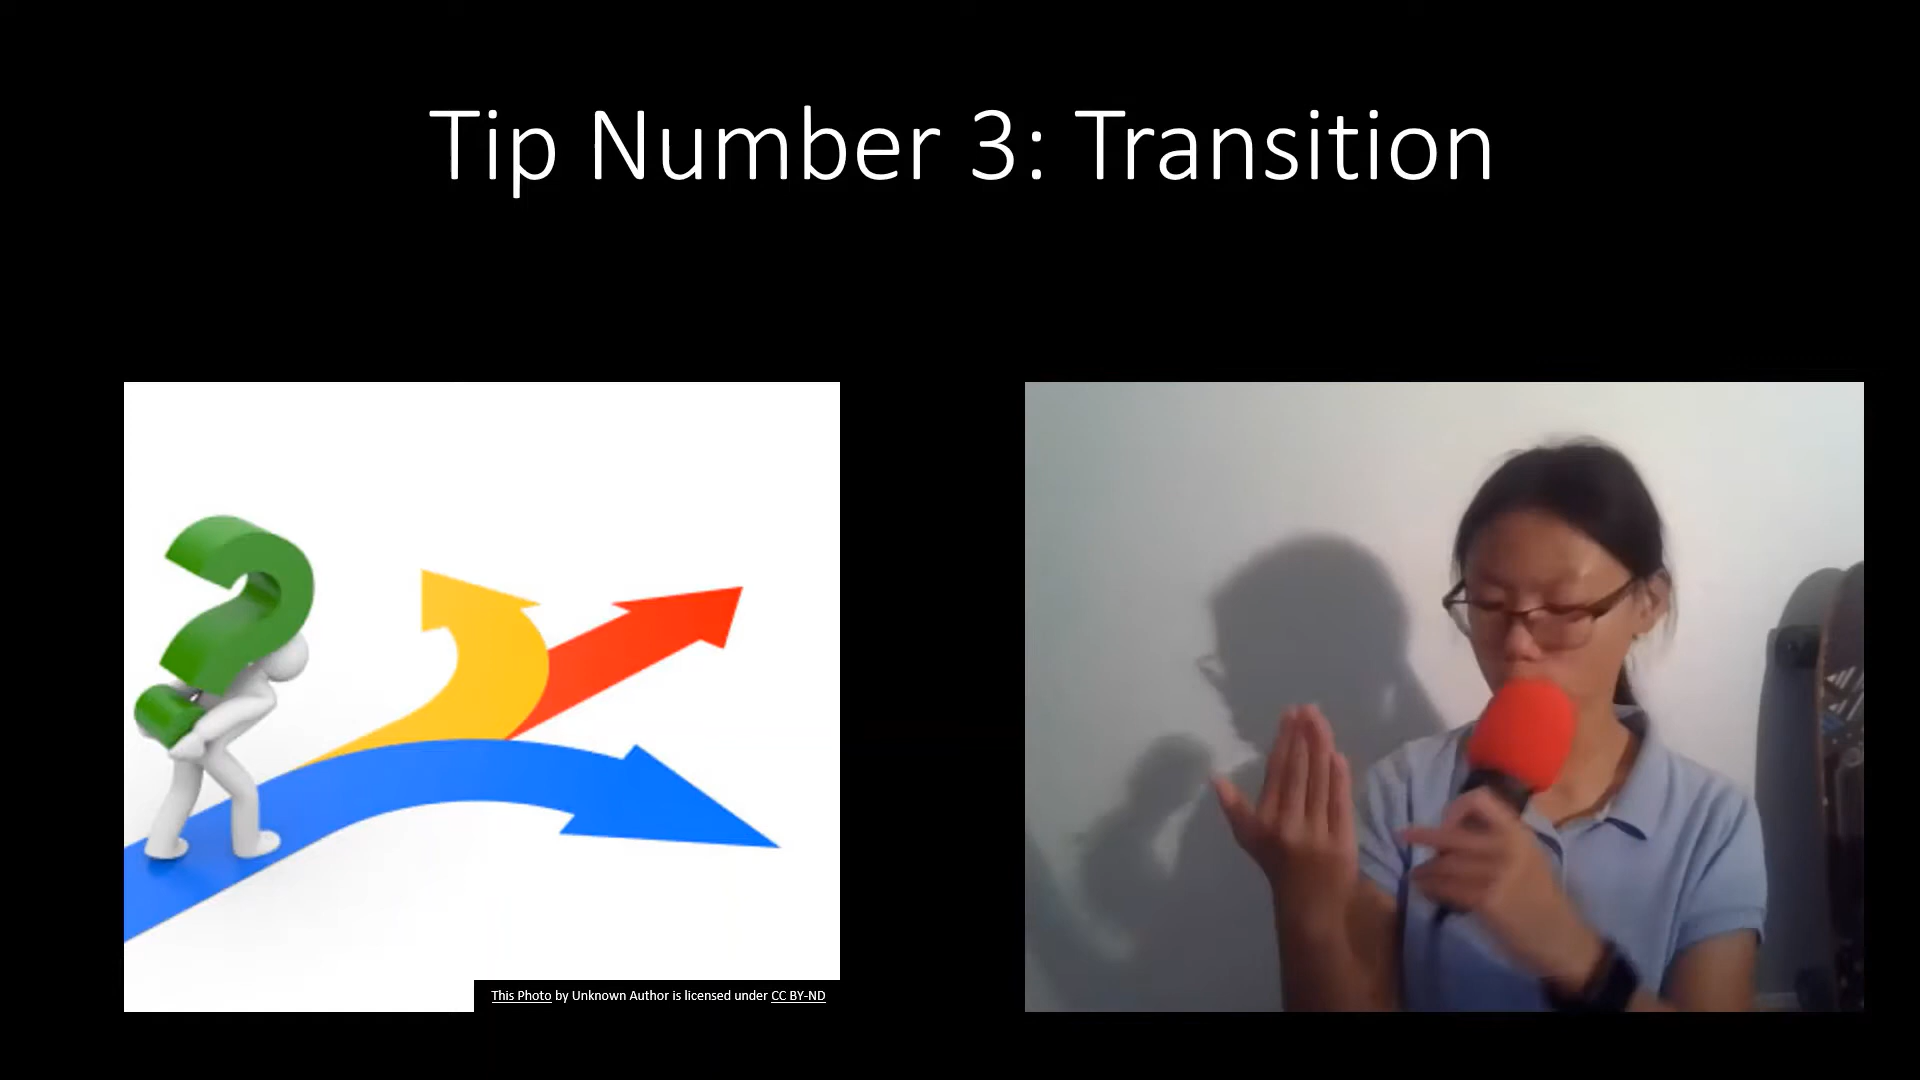 Tip Number 3: Transition
This Photo by Unknown Author is licensed under CC BY-ND